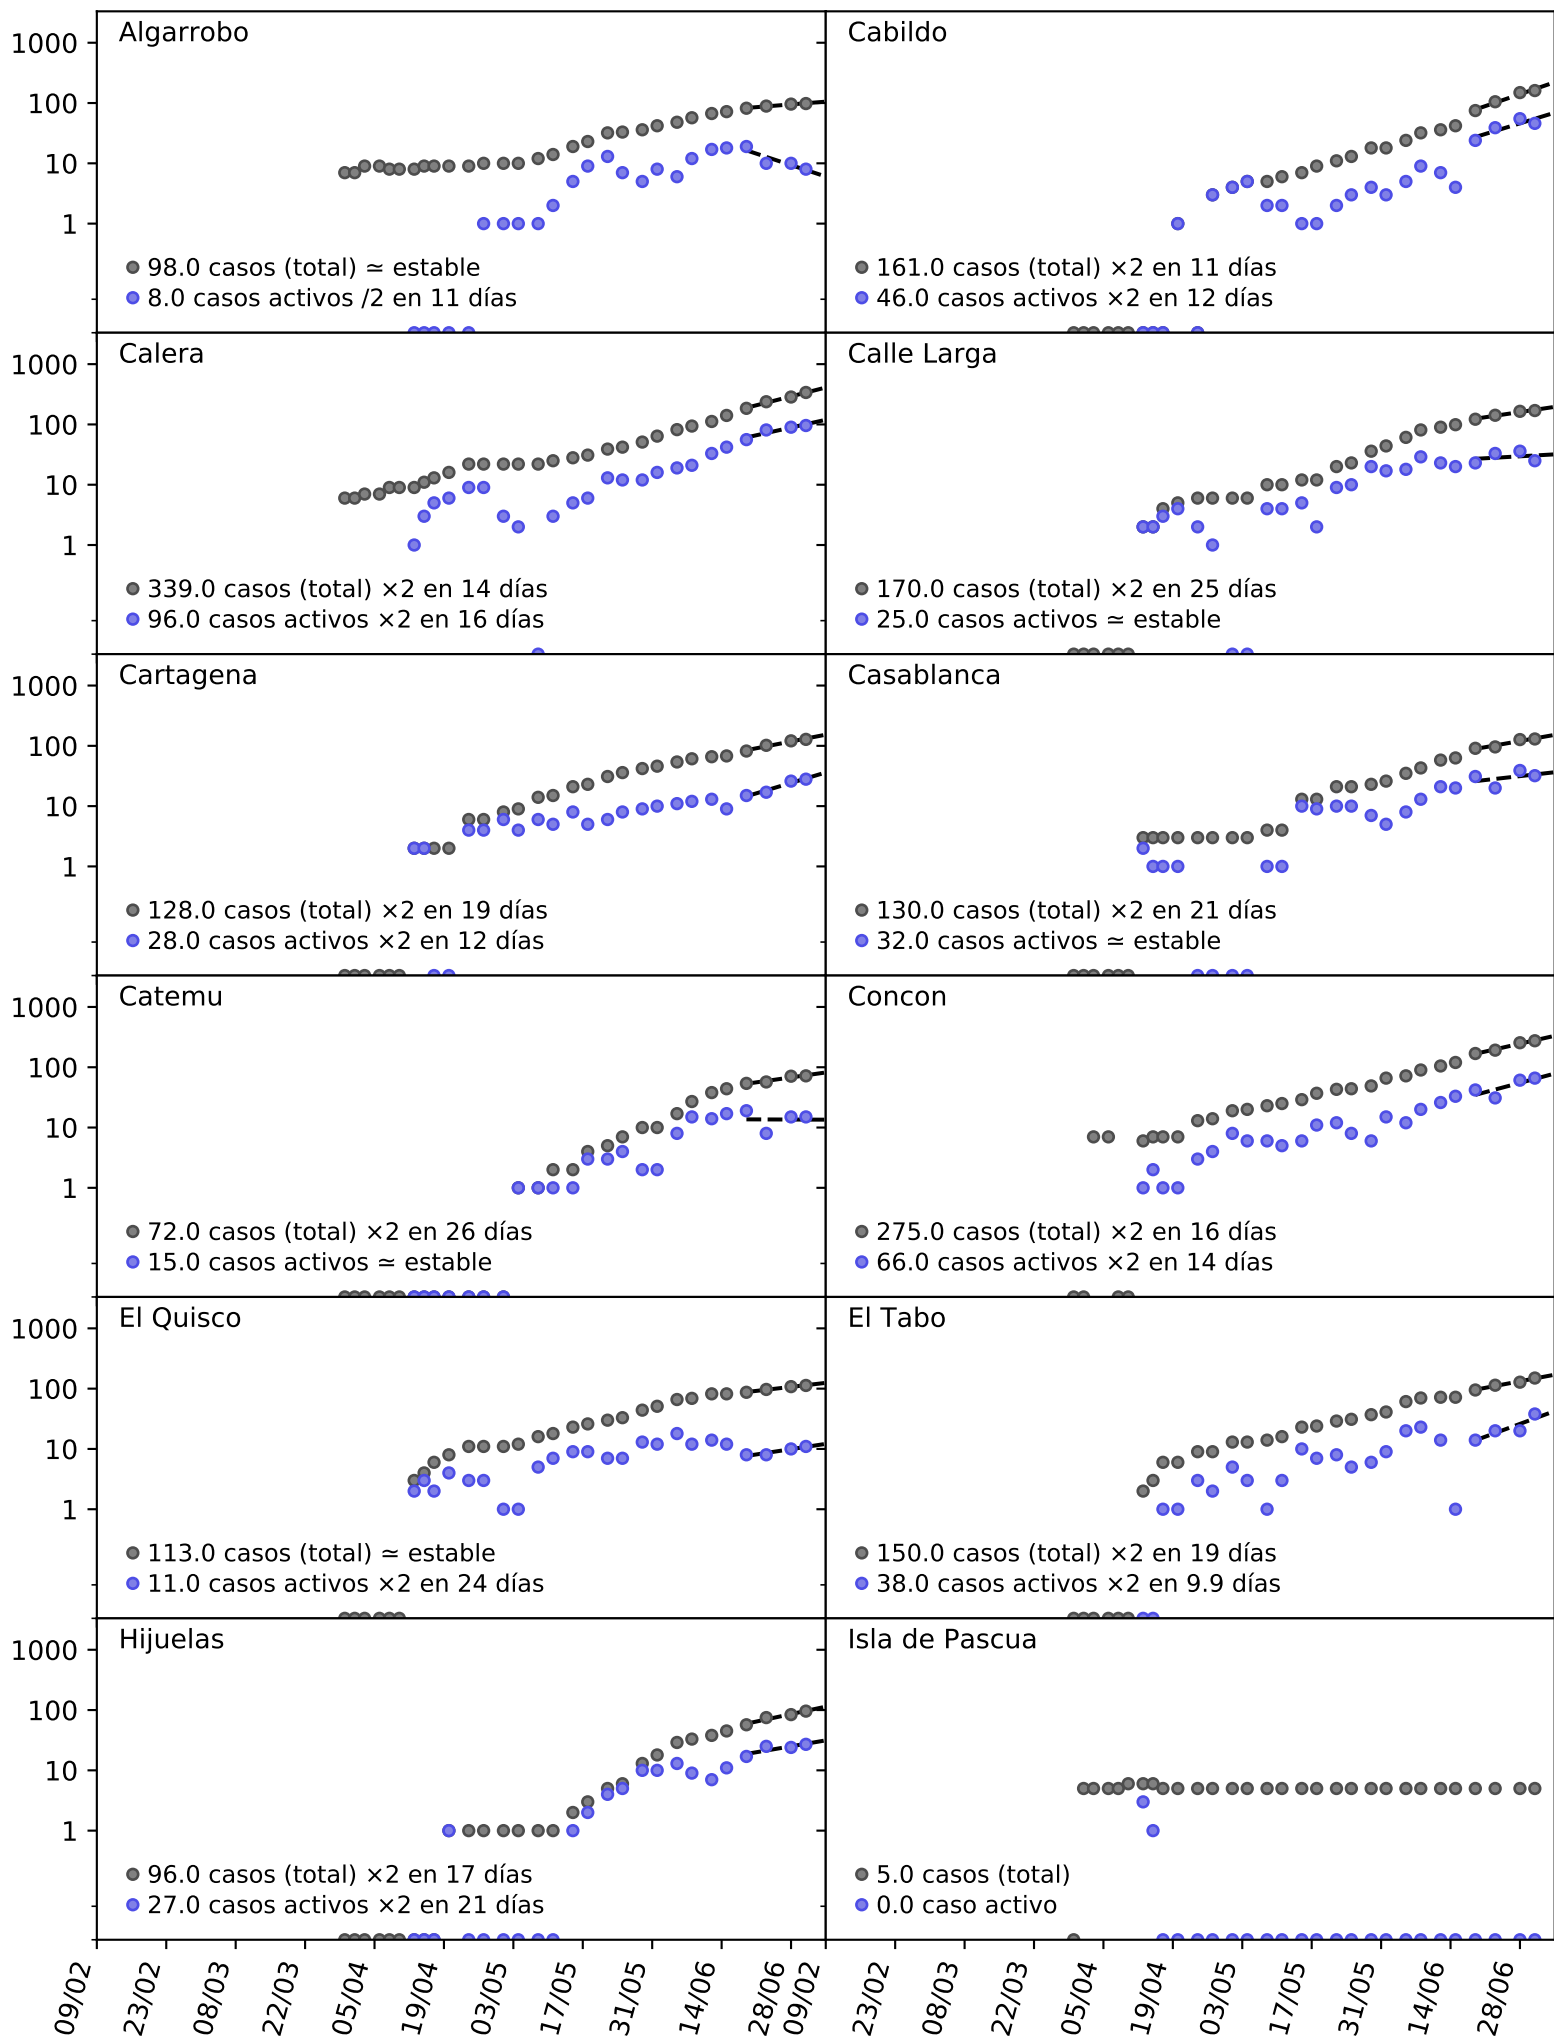 Algarrobo
Cabildo
1000
100
10
1
98.0 casos (total) ≃ estable
8.0 casos activos /2 en 11 días
161.0 casos (total) ×2 en 11 días
46.0 casos activos ×2 en 12 días
Calera
Calle Larga
1000
100
10
1
339.0 casos (total) ×2 en 14 días
96.0 casos activos ×2 en 16 días
170.0 casos (total) ×2 en 25 días
25.0 casos activos ≃ estable
Cartagena
Casablanca
1000
100
10
1
128.0 casos (total) ×2 en 19 días
28.0 casos activos ×2 en 12 días
130.0 casos (total) ×2 en 21 días
32.0 casos activos ≃ estable
Catemu
Concon
1000
100
10
1
72.0 casos (total) ×2 en 26 días
15.0 casos activos ≃ estable
275.0 casos (total) ×2 en 16 días
66.0 casos activos ×2 en 14 días
El Quisco
El Tabo
1000
100
10
1
113.0 casos (total) ≃ estable
11.0 casos activos ×2 en 24 días
150.0 casos (total) ×2 en 19 días
38.0 casos activos ×2 en 9.9 días
Hijuelas
Isla de Pascua
1000
100
10
1
96.0 casos (total) ×2 en 17 días
27.0 casos activos ×2 en 21 días
5.0 casos (total)
0.0 caso activo
09/02 23/02 08/03 22/03 05/04 19/04 03/05 17/05 31/05 14/06 28/06
09/02 23/02 08/03 22/03 05/04 19/04 03/05 17/05 31/05 14/06 28/06